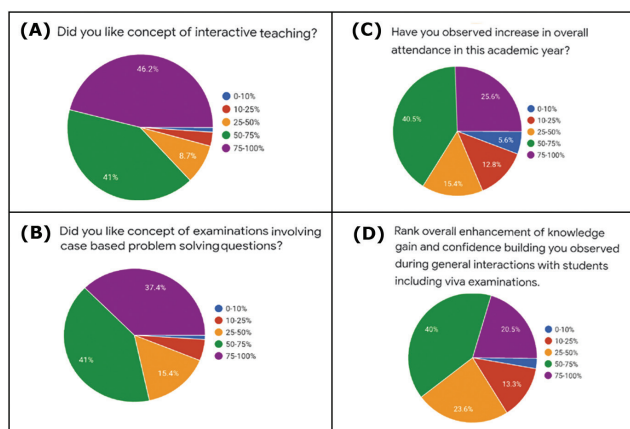 (A)
Did you like concept of interactive teaching?
46.2%
41%
8.7%
0-10%
10-25%
25-50%
50-75%
75-100%
(C)
Have you observed increase in overall
attendance in this academic year?
25.6%
40.5%
5.6%
12.8%
15.4%
0-10%
10-25%
25-50%
50-75%
75-100%
(B)
Did you like concept of examinations involving
case based problem solving questions?
37.4%
41%
15.4%
0-10%
10-25%
25-50%
50-75%
75-100%
(D)
Rank overall enhancement of knowledge
gain and confidence building you observed
during general interactions with students
including viva examinations.
40%
20.5%
13.3%
23.6%
0-10%
10-25%
25-50%
50-75%
75-100%